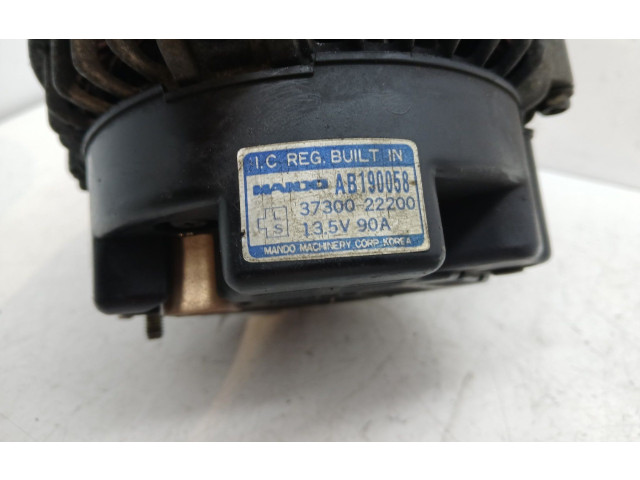 I.C REG. BUILT IN
MANDO AB190058
37300-22200
S 13.5V 90A
MANDO MACHINERY CORP. KOREA